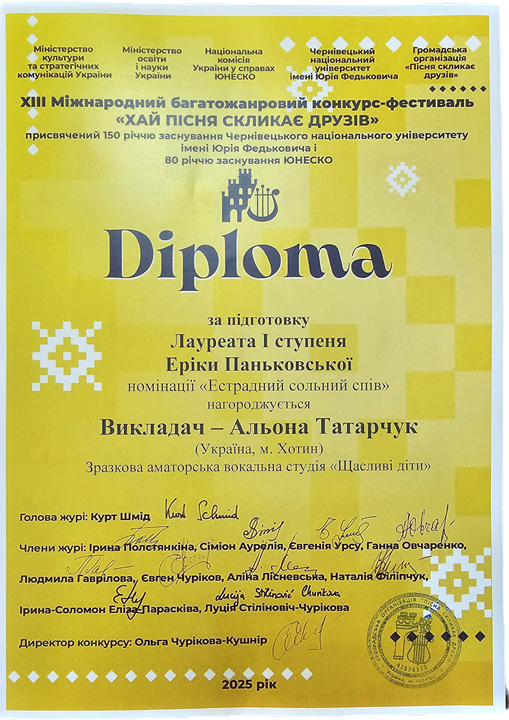 Міністерство
культури
та стратегічних
комунікацій України
Міністерство
освіти
і науки
України
Національна
комісія
України у справах
ЮНЕСКО
Чернівецький
національний
університет
імені Юрія Федьковича
Громадська
організація
«Пісня скликає
друзів»
XIII Міжнародний багатожанровий конкурс-фестиваль
«ХАЙ ПІСНЯ СКЛИКАЄ ДРУЗІВ»
присвячений 150 річчю заснування Чернівецького національного університету
імені Юрія Федьковича і
80 річчю заснування ЮНЕСКО
Diploma
за підготовку
Лауреата І ступеня
Еріки Паньковської
номінації «Естрадний сольний спів»
нагороджується
Викладач – Альона Татарчук
(Україна, м. Хотин)
Зразкова аматорська вокальна студія «Щасливі діти»
Голова журі: Курт Шмід Kurt Schmid
Члени журі: Ірина Полстянкіна, Сіміон Аурелія, Євгенія Урсу, Ганна Овчаренко,
Людмила Гаврілова, Євген Чуріков, Аліна Лісневська, Наталія Філіпчук,
Ірина-Соломон Еліза-Парасківа, Луція Стіліновіч-Чурікова
Директор конкурсу: Ольга Чурікова-Кушнір
2025 рік